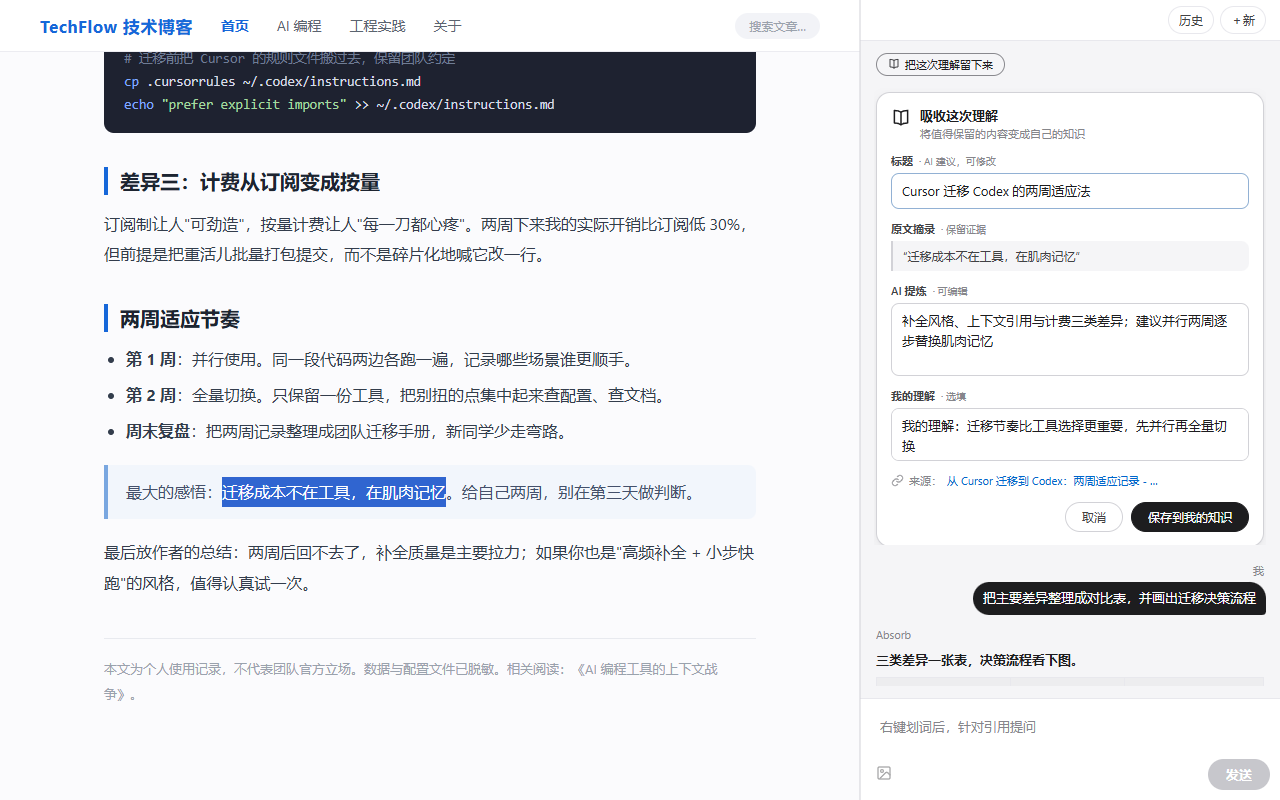 TechFlow 技术博客
首页
AI 编程
工程实践
关于
搜索文章...
# 迁移前把 Cursor 的规则文件搬过去，保留团队约定
cp .cursorrules ~/.codex/instructions.md
echo "prefer explicit imports" >> ~/.codex/instructions.md
差异三：计费从订阅变成按量
订阅制让人"可劲造"，按量计费让人"每一刀都心疼"。两周下来我的实际开销比订阅低 30%，
但前提是把重活儿批量打包提交，而不是碎片化地喊它改一行。
两周适应节奏
• 第 1 周：并行使用。同一段代码两边各跑一遍，记录哪些场景谁更顺手。
• 第 2 周：全量切换。只保留一份工具，把别扭的点集中起来查配置、查文档。
• 周末复盘：把两周记录整理成团队迁移手册，新同学少走弯路。
最大的感悟：迁移成本不在工具，在肌肉记忆。给自己两周，别在第三天做判断。
最后放作者的总结：两周后回不去了，补全质量是主要拉力；如果你也是"高频补全 + 小步快
跑"的风格，值得认真试一次。
本文为个人使用记录，不代表团队官方立场。数据与配置文件已脱敏。相关阅读：《AI 编程工具的上下文战
争》。
历史
+ 新
把这次理解留下来
吸收这次理解
将值得保留的内容变成自己的知识
标题 · AI 建议，可修改
Cursor 迁移 Codex 的两周适应法
原文摘录 · 保留证据
“迁移成本不在工具，在肌肉记忆”
AI 提炼 · 可编辑
补全风格、上下文引用与计费三类差异；建议并行两周逐
步替换肌肉记忆
我的理解 · 选填
我的理解：迁移节奏比工具选择更重要，先并行再全量切
换
来源： 从 Cursor 迁移到 Codex：两周适应记录 - ...
取消
保存到我的知识
我
把主要差异整理成对比表，并画出迁移决策流程
Absorb
三类差异一张表，决策流程看下图。
右键划词后，针对引用提问
发送